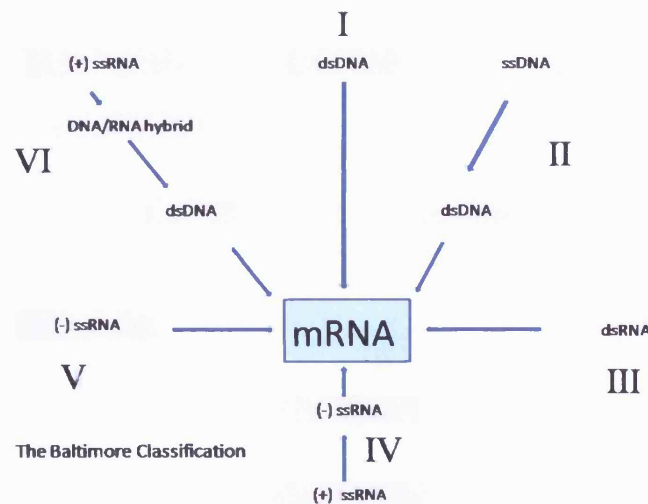 I
(+) ssRNA
dsDNA
ssDNA
DNA/RNA hybrid
VI
II
dsDNA
dsDNA
(-) ssRNA
mRNA
dsRNA
V
III
(-) ssRNA
The Baltimore Classification
IV
(+) ssRNA